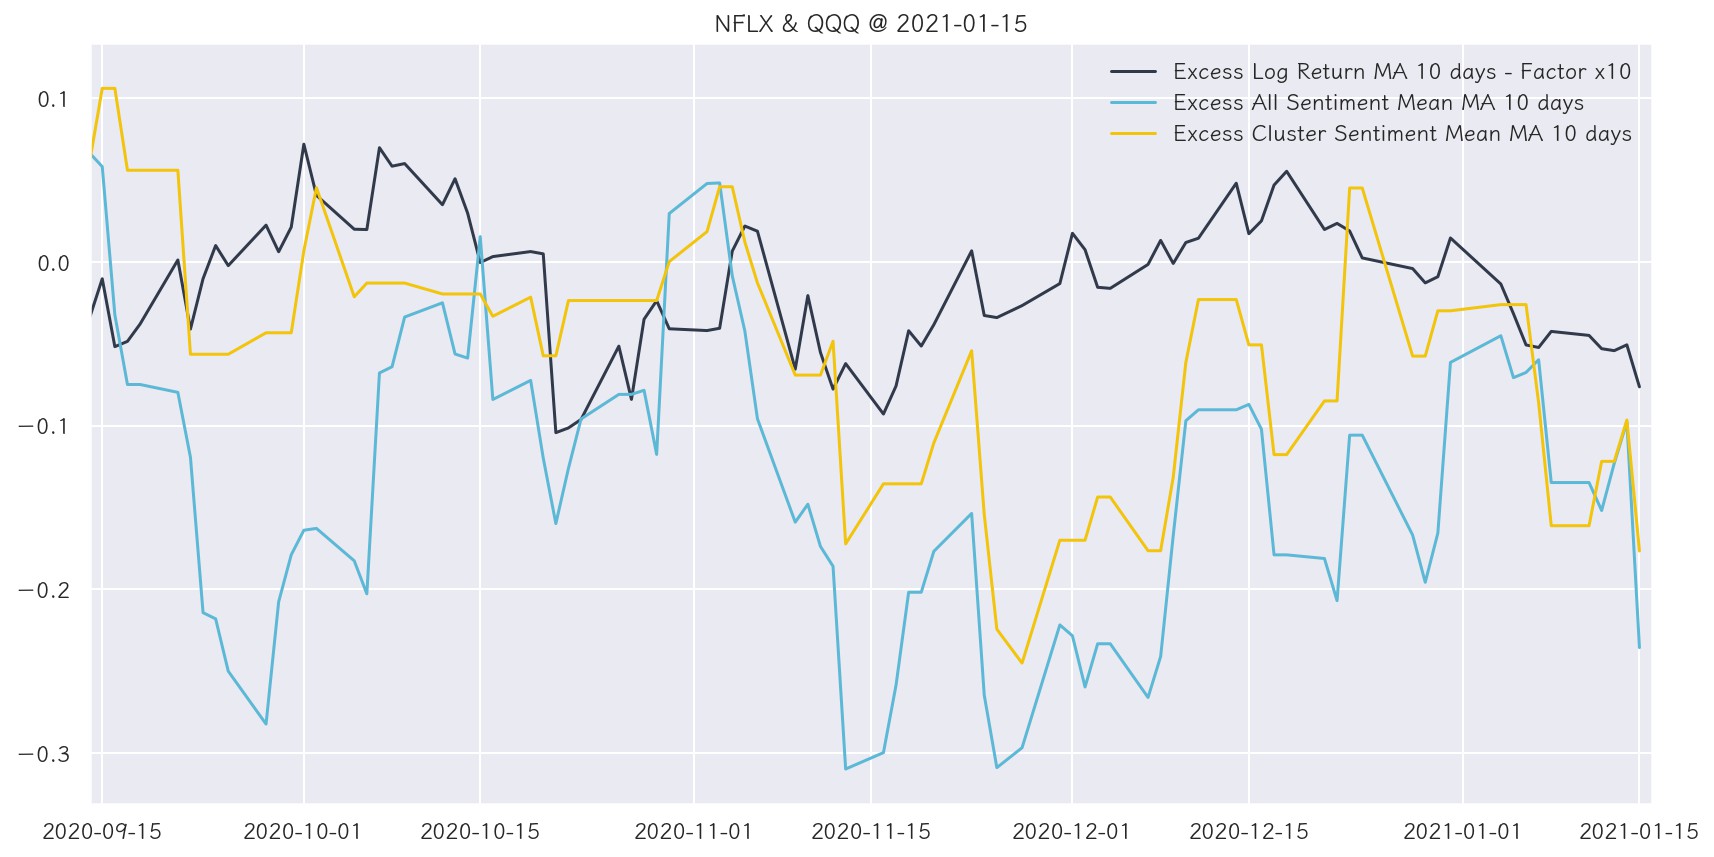 NFLX & QQQ @ 2021-01-15
Excess Log Return MA 10 days - Factor x10
Excess All Sentiment Mean MA 10 days
Excess Cluster Sentiment Mean MA 10 days
0.1
0.0
−0.1
−0.2
−0.3
2020-09-15 2020-10-01 2020-10-15 2020-11-01 2020-11-15 2020-12-01 2020-12-15 2021-01-01 2021-01-15